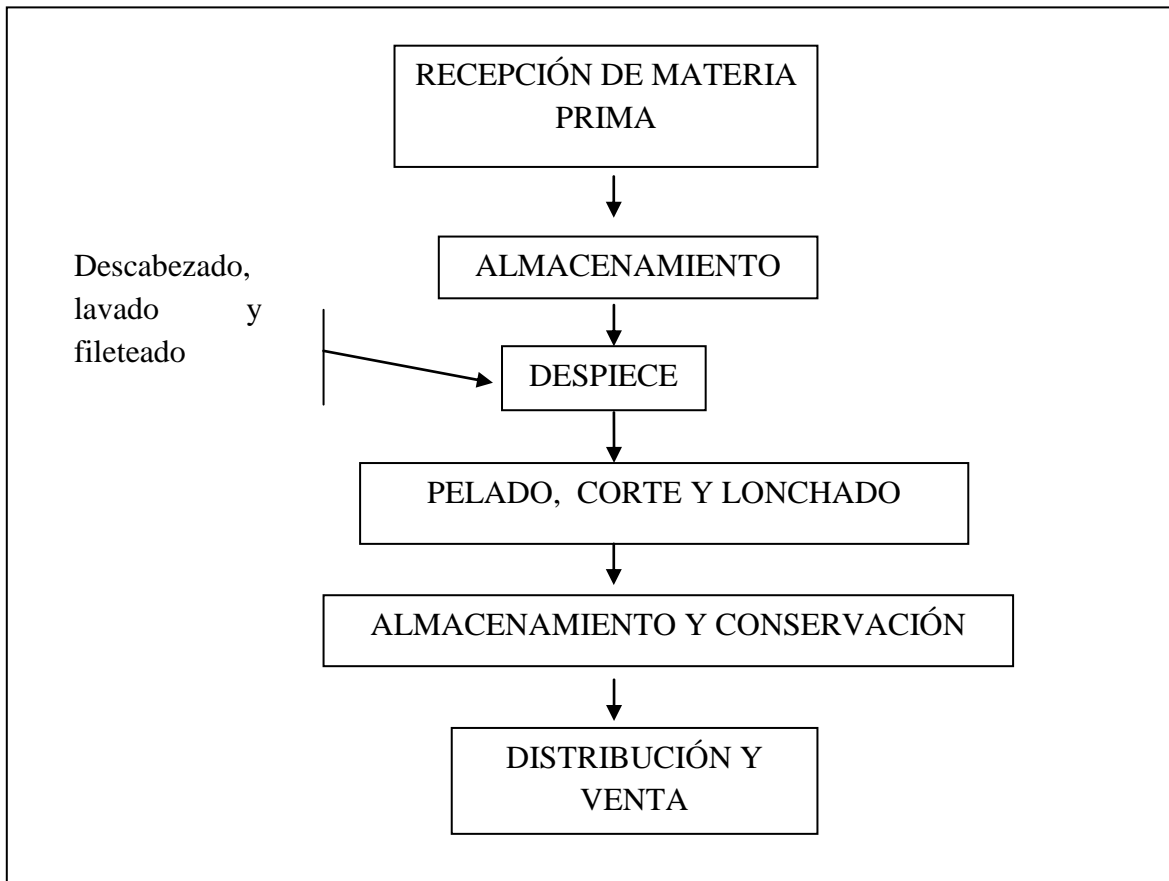 RECEPCIÓN DE MATERIA
PRIMA
ALMACENAMIENTO
Descabezado,
lavado y
fileteado
DESPIECE
PELADO, CORTE Y LONCHADO
ALMACENAMIENTO Y CONSERVACIÓN
DISTRIBUCIÓN Y
VENTA